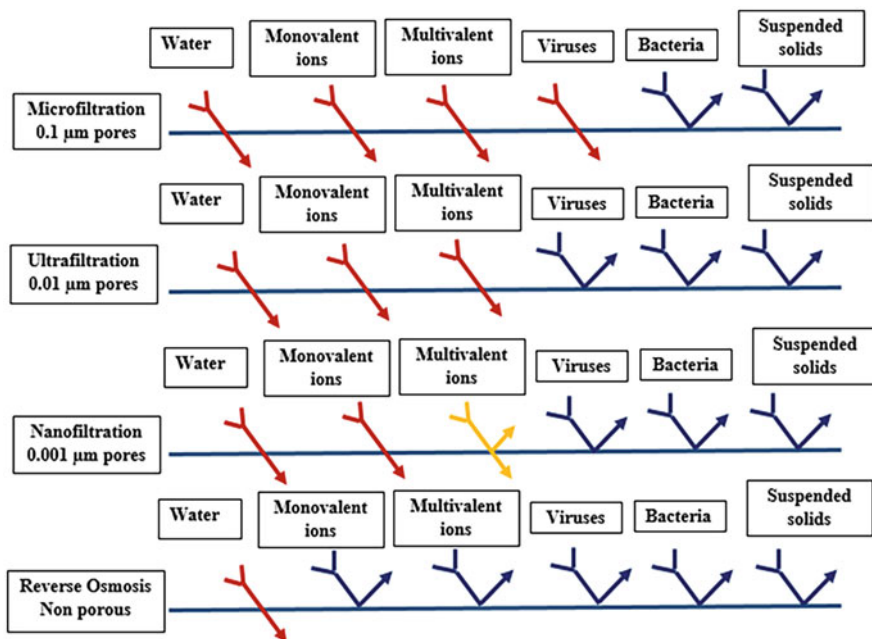 Water
Monovalent
ions
Multivalent
ions
Viruses
Bacteria
Suspended
solids
Microfiltration
0.1 µm pores
Water
Monovalent
ions
Multivalent
ions
Viruses
Bacteria
Suspended
solids
Ultrafiltration
0.01 µm pores
Water
Monovalent
ions
Multivalent
ions
Viruses
Bacteria
Suspended
solids
Nanofiltration
0.001 µm pores
Water
Monovalent
ions
Multivalent
ions
Viruses
Bacteria
Suspended
solids
Reverse Osmosis
Non porous